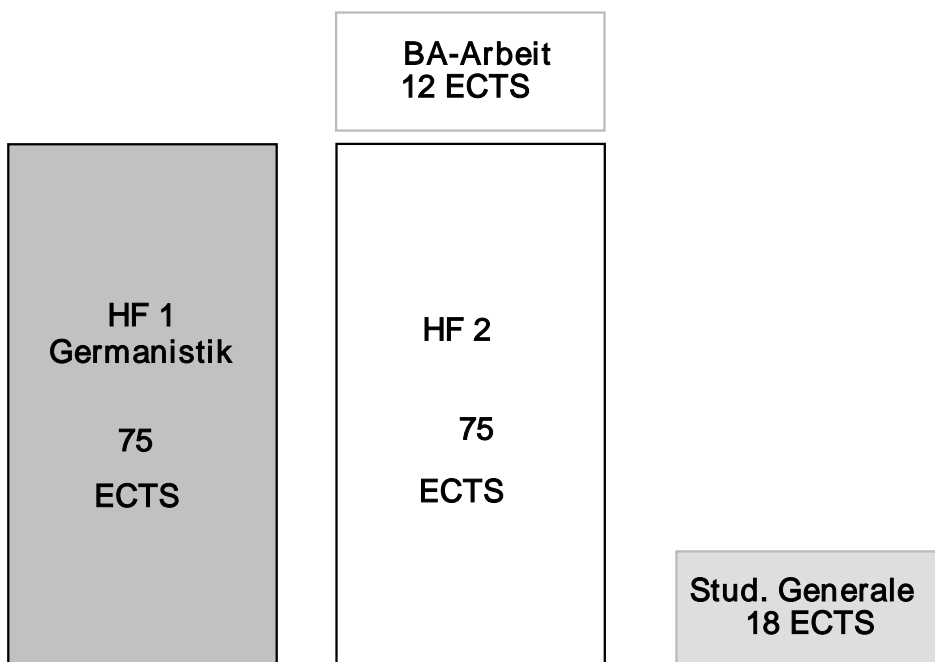 BA-Arbeit
12 ECTS
HF 1
Germanistik
75
ECTS
HF 2
75
ECTS
Stud. Generale
18 ECTS